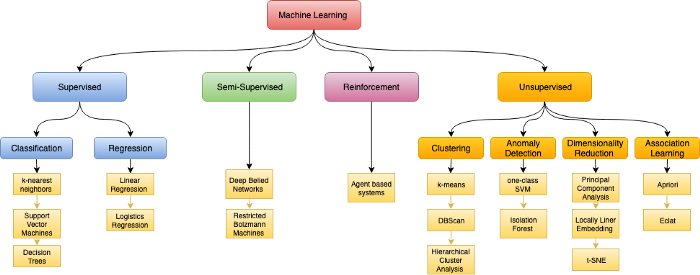 Machine Learning
Supervised
Semi-Supervised
Reinforcement
Unsupervised
Classification
Regression
Clustering
Anomaly
Detection
Dimensionality
Reduction
Association
Learning
k-nearest
neighbors
Support
Vector
Machines
Decision
Trees
Linear
Regression
Logistics
Regression
Deep Belied
Networks
Restricted
Bolzmann
Machines
Agent based
systems
k-means
DBScan
Hierarchical
Cluster
Analysis
one-class
SVM
Isolation
Forest
Principal
Component
Analysis
Locally Liner
Embedding
t-SNE
Apriori
Eclat